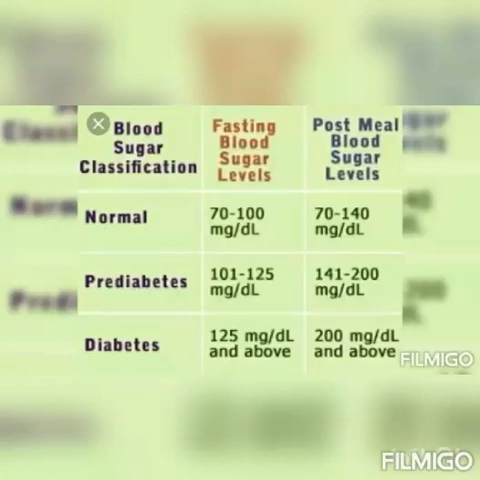 Blood
Sugar
Classification
Fasting
Blood
Sugar
Levels
Post Meal
Blood
Sugar
Levels
Normal
70-100
mg/dL
70-140
mg/dL
Prediabetes
101-125
mg/dL
141-200
mg/dL
Diabetes
125 mg/dL
and above
200 mg/dL
and above
FILMIGO
FILMIGO